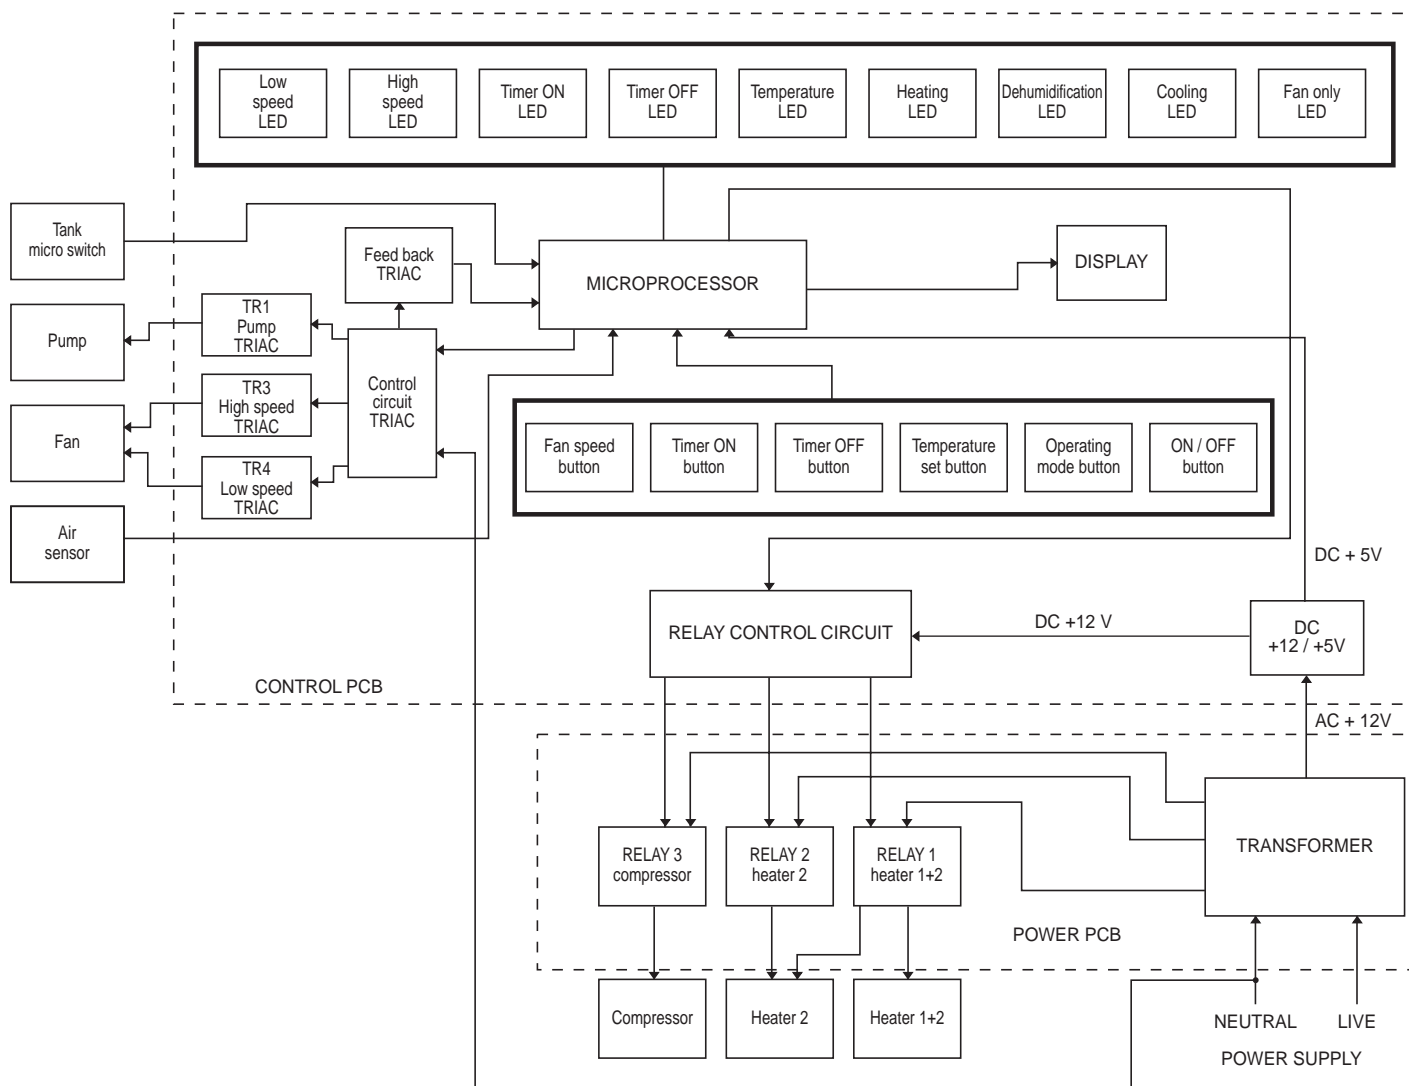 Low
speed
LED
High
speed
LED
Timer ON
LED
Timer OFF
LED
Temperature
LED
Heating
LED
Dehumidification
LED
Cooling
LED
Fan only
LED
Tank
micro switch
Feed back
TRIAC
MICROPROCESSOR
DISPLAY
Pump
TR1
Pump
TRIAC
Fan
TR3
High speed
TRIAC
Control
circuit
TRIAC
TR4
Low speed
TRIAC
Air
sensor
Fan speed
button
Timer ON
button
Timer OFF
button
Temperature
set button
Operating
mode button
ON / OFF
button
DC + 5V
RELAY CONTROL CIRCUIT
DC +12 V
DC
+12 / +5V
CONTROL PCB
AC + 12V
RELAY 3
compressor
RELAY 2
heater 2
RELAY 1
heater 1+2
TRANSFORMER
POWER PCB
Compressor
Heater 2
Heater 1+2
NEUTRAL
LIVE
POWER SUPPLY